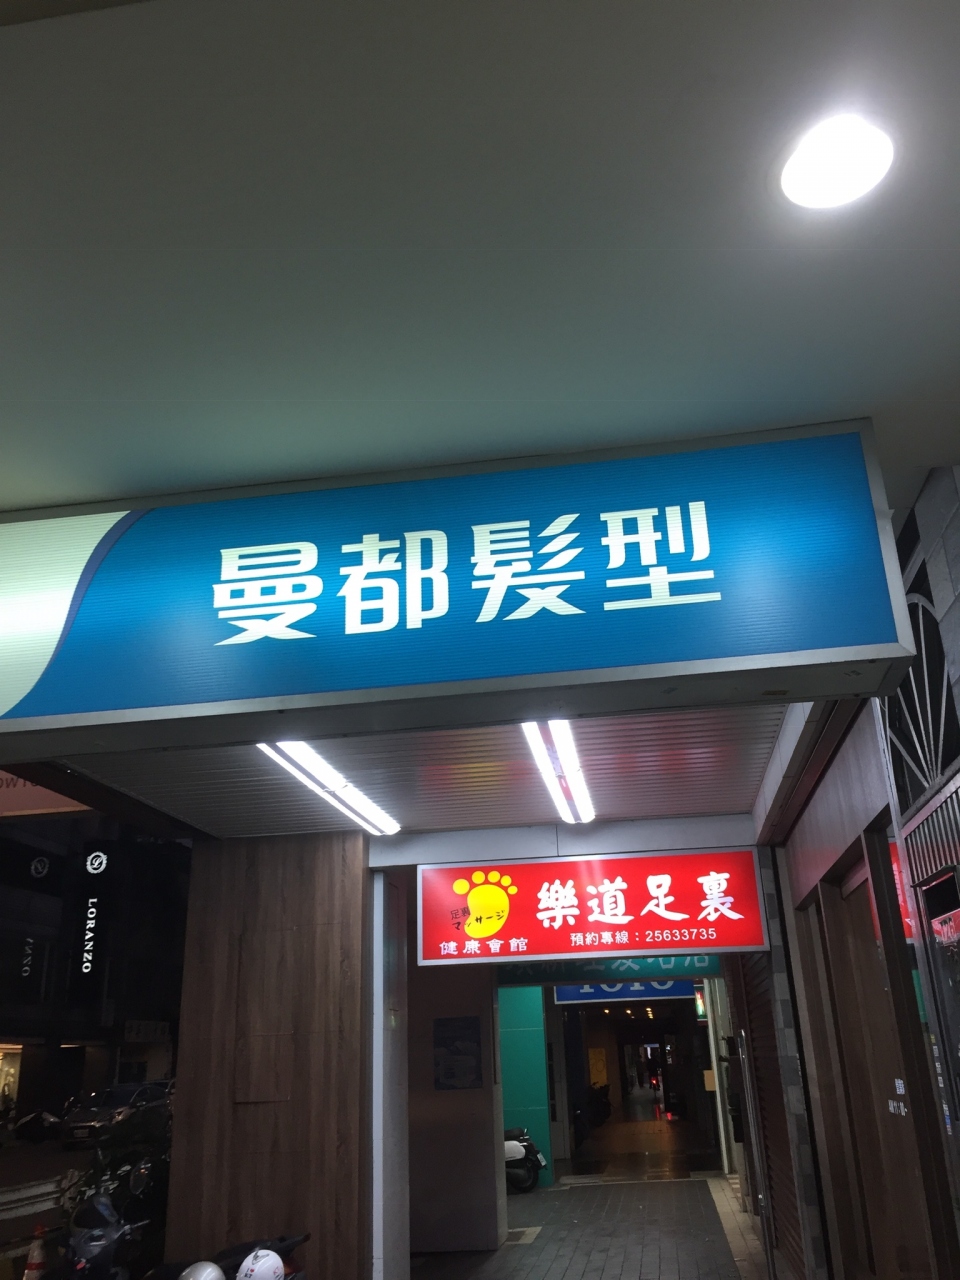 曼都髮型
樂道足裏
足裏
マッサージ
健康會館
預約專線：25633735
LORANZO